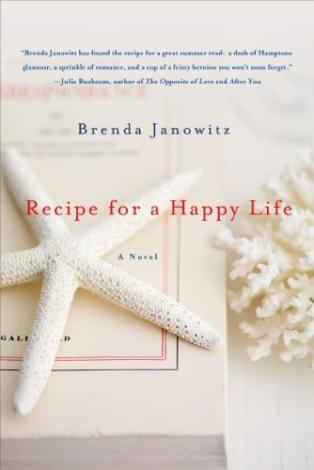 "Brenda Janowitz has found the recipe for a great summer read: a dash of Hamptons
glamour, a sprinkle of romance, and a cup of a feisty heroine you won't soon forget."
—Julie Buxbaum, author of The Opposite of Love and After You
Brenda Janowitz
Recipe for a Happy Life
A Novel